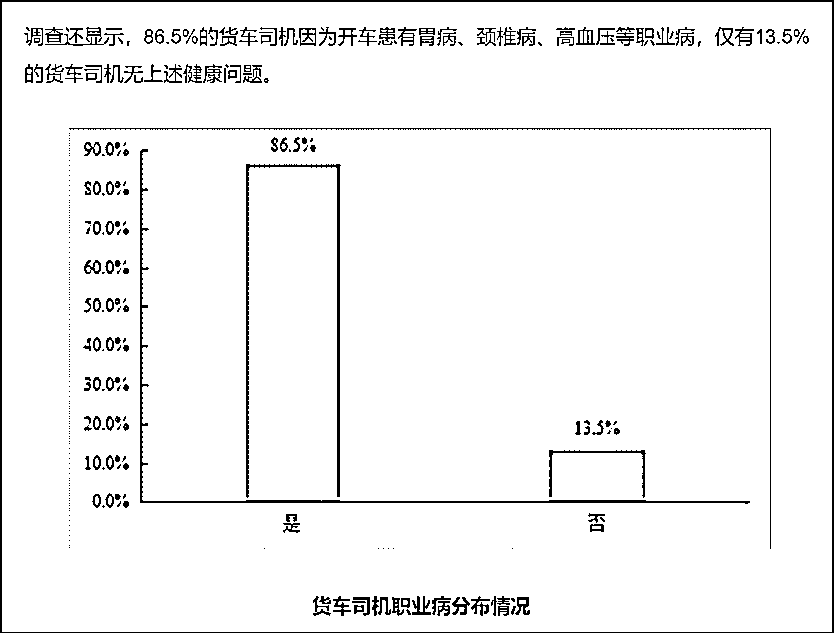 调查还显示，86.5%的货车司机因为开车患有胃病、颈椎病、高血压等职业病，仅有13.5%
的货车司机无上述健康问题。
86.5%
90.0%
80.0%
70.0%
60.0%
50.0%
40.0%
30.0%
20.0%
10.0%
0.0%
13.5%
是
否
货车司机职业病分布情况